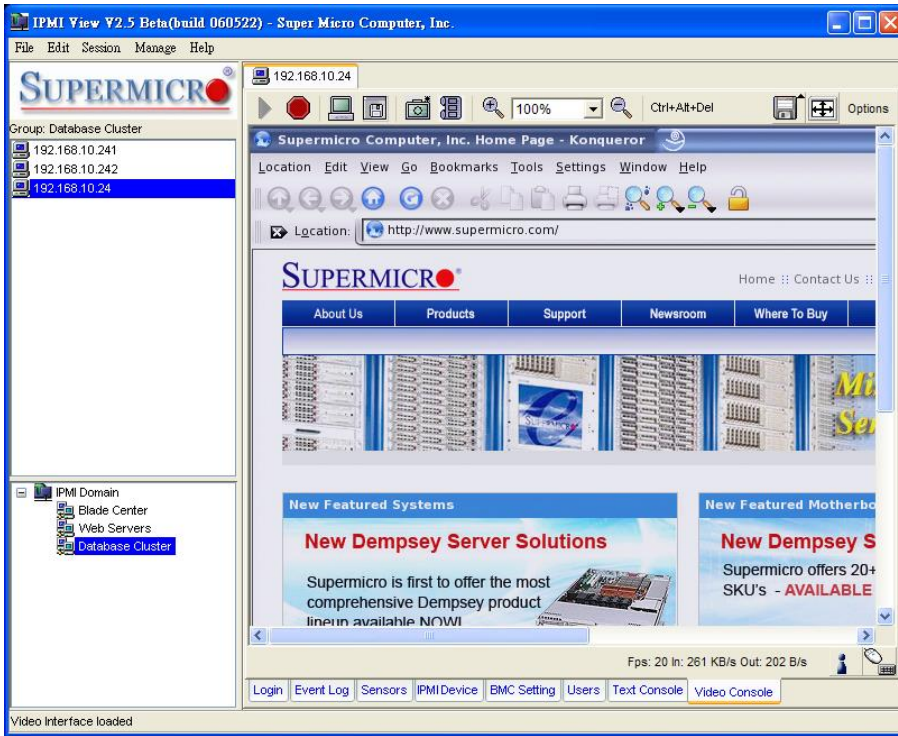 IPMI View V2.5 Beta(build 060522) - Super Micro Computer, Inc.
File Edit Session Manage Help
SUPERMICRO®
Group: Database Cluster
192.168.10.241
192.168.10.242
192.168.10.24
IPMI Domain
Blade Center
Web Servers
Database Cluster
192.168.10.24
100% Ctrl+Alt+Del Options
Supermicro Computer, Inc. Home Page - Konqueror
Location Edit View Go Bookmarks Tools Settings Window Help
Location: http://www.supermicro.com/
SUPERMICRO®
Home Contact Us
About Us Products Support Newsroom Where To Buy
New Featured Systems
New Dempsey Server Solutions
Supermicro is first to offer the most
comprehensive Dempsey product
lineup available NOW!
New Featured Motherbo
New Dempsey S
Supermicro offers 20+
SKU's - AVAILABLE
Fps: 20 In: 261 KB/s Out: 202 B/s
Login Event Log Sensors IPMI Device BMC Setting Users Text Console Video Console
Video Interface loaded